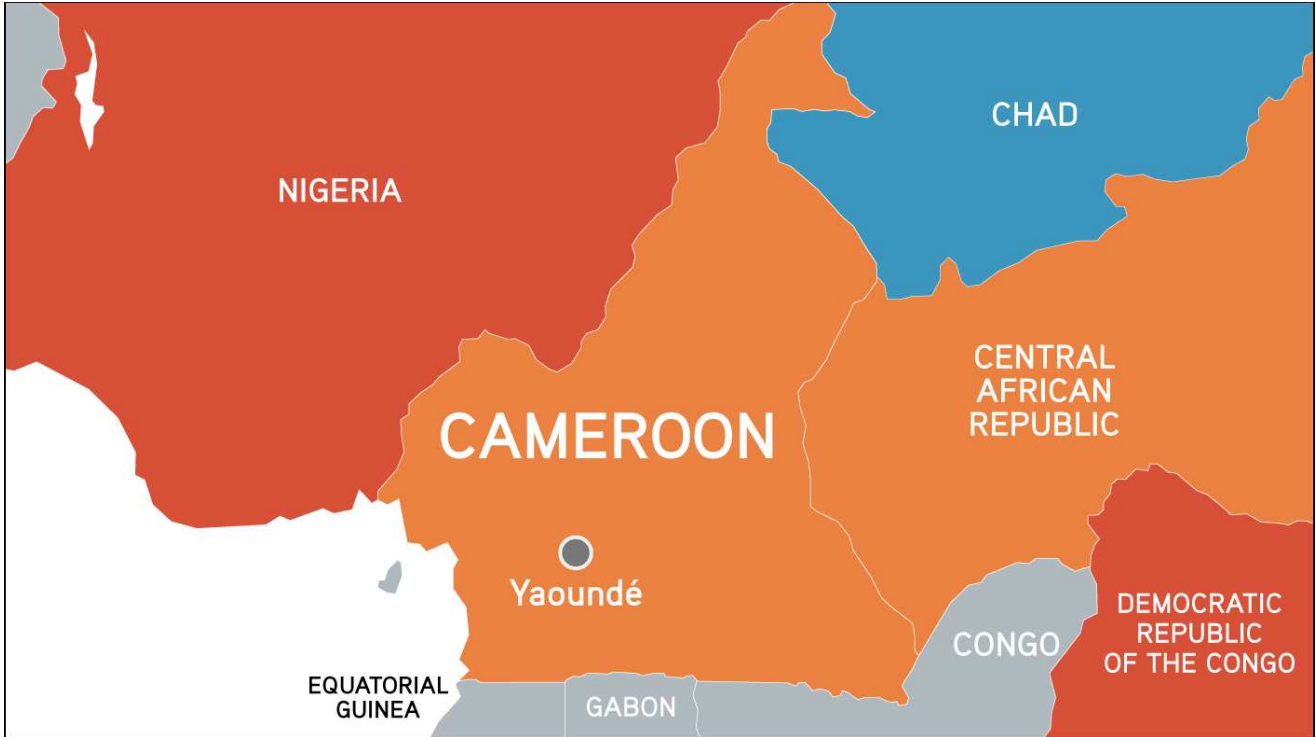 CHAD
NIGERIA
CENTRAL
AFRICAN
REPUBLIC
CAMEROON
Yaoundé
DEMOCRATIC
REPUBLIC
OF THE CONGO
CONGO
EQUATORIAL
GUINEA
GABON